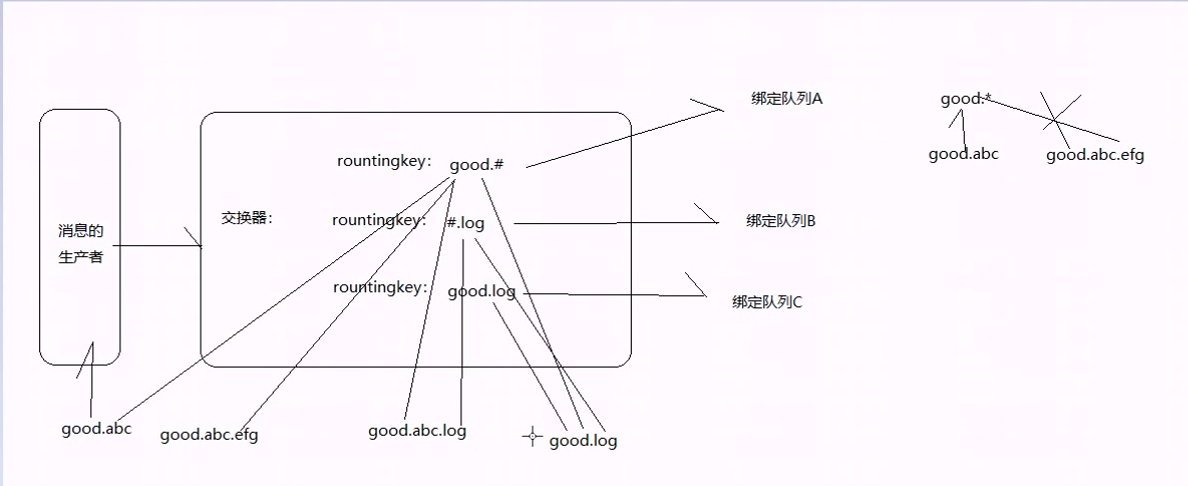 绑定队列A
good.*
good.abc
good.abc.efg
rountingkey： good.#
交换器：
rountingkey： #.log
绑定队列B
消息的
生产者
rountingkey： good.log
绑定队列C
good.abc
good.abc.efg
good.abc.log
good.log